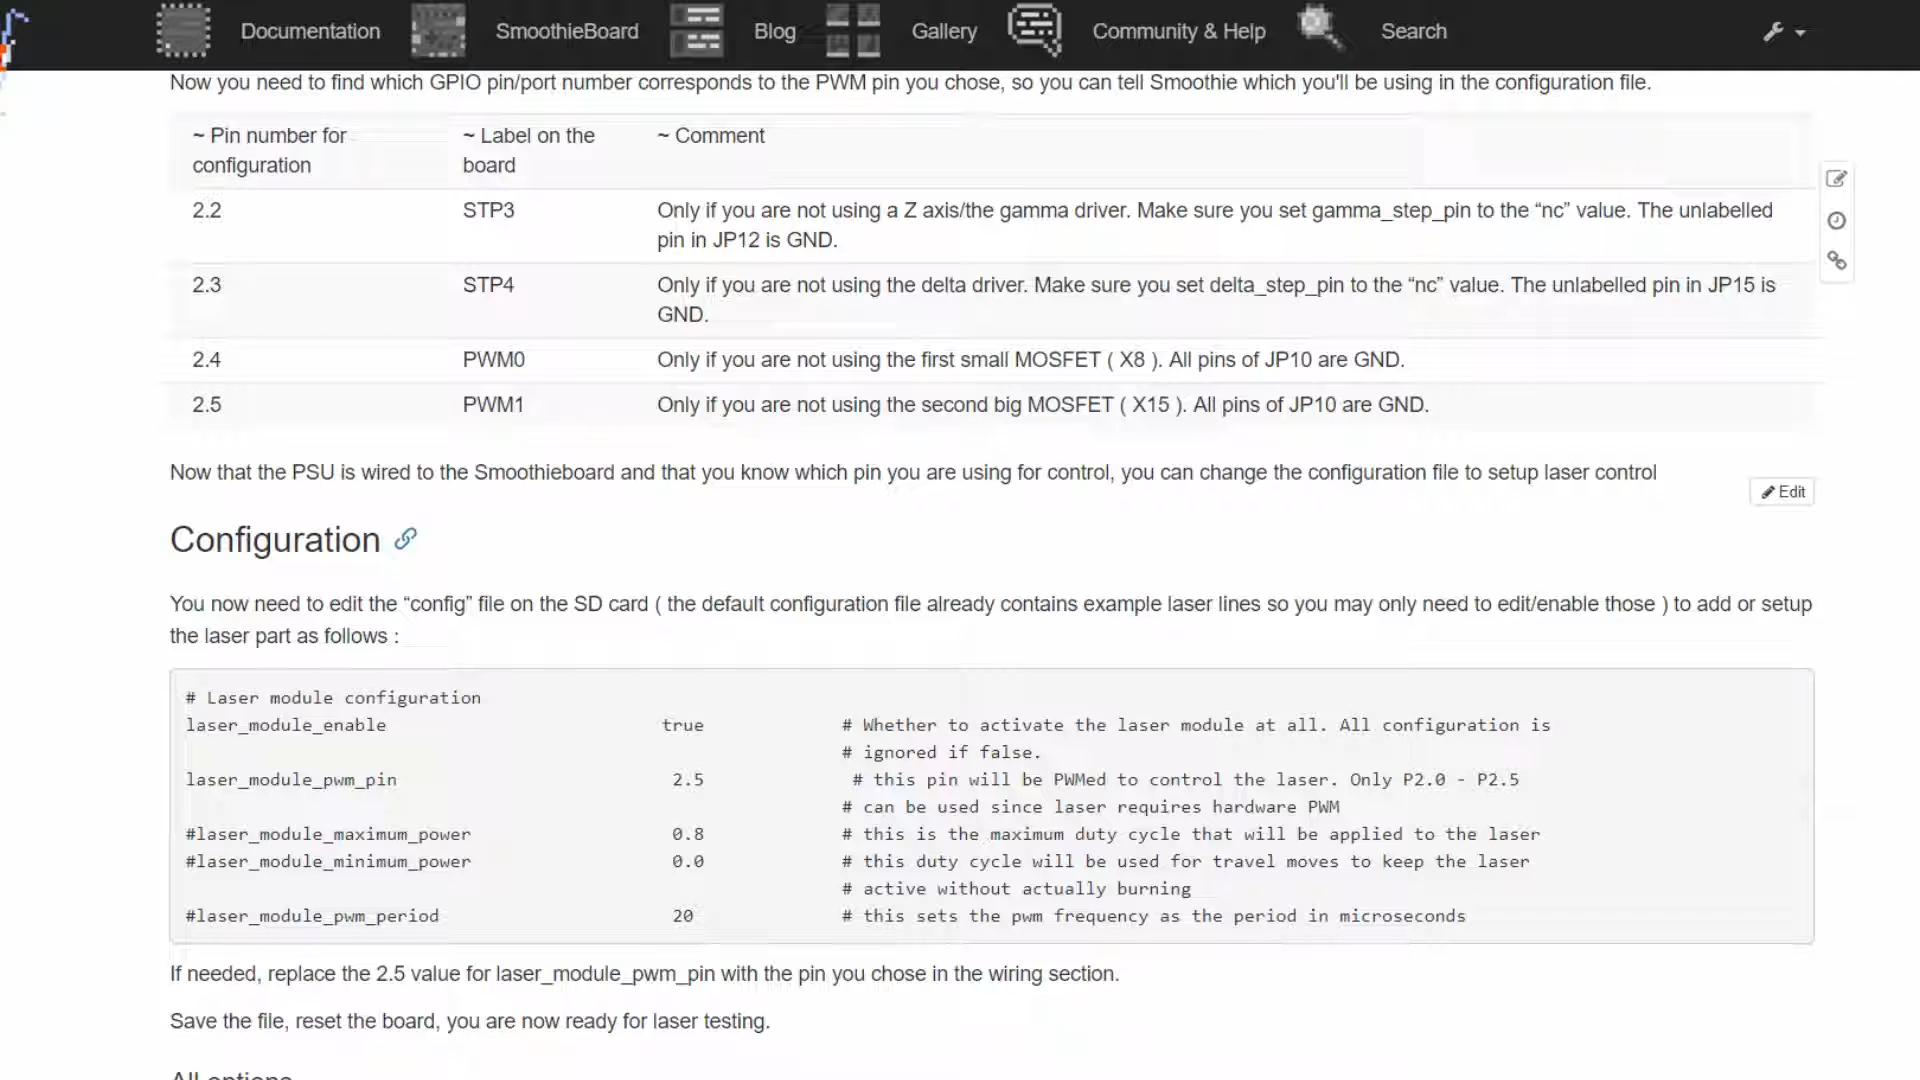 Documentation SmoothieBoard Blog Gallery Community & Help Search
Now you need to find which GPIO pin/port number corresponds to the PWM pin you chose, so you can tell Smoothie which you'll be using in the configuration file.
~ Pin number for configuration
~ Label on the board
~ Comment
2.2 STP3 Only if you are not using a Z axis/the gamma driver. Make sure you set gamma_step_pin to the “nc” value. The unlabelled
pin in JP12 is GND.
2.3 STP4 Only if you are not using the delta driver. Make sure you set delta_step_pin to the “nc” value. The unlabelled pin in JP15 is
GND.
2.4 PWM0 Only if you are not using the first small MOSFET ( X8 ). All pins of JP10 are GND.
2.5 PWM1 Only if you are not using the second big MOSFET ( X15 ). All pins of JP10 are GND.
Now that the PSU is wired to the Smoothieboard and that you know which pin you are using for control, you can change the configuration file to setup laser control
Edit
Configuration
You now need to edit the “config” file on the SD card ( the default configuration file already contains example laser lines so you may only need to edit/enable those ) to add or setup
the laser part as follows :
# Laser module configuration
laser_module_enable true # Whether to activate the laser module at all. All configuration is
# ignored if false.
laser_module_pwm_pin 2.5 # this pin will be PWMed to control the laser. Only P2.0 - P2.5
# can be used since laser requires hardware PWM
#laser_module_maximum_power 0.8 # this is the maximum duty cycle that will be applied to the laser
#laser_module_minimum_power 0.0 # this duty cycle will be used for travel moves to keep the laser
# active without actually burning
#laser_module_pwm_period 20 # this sets the pwm frequency as the period in microseconds
If needed, replace the 2.5 value for laser_module_pwm_pin with the pin you chose in the wiring section.
Save the file, reset the board, you are now ready for laser testing.
All options